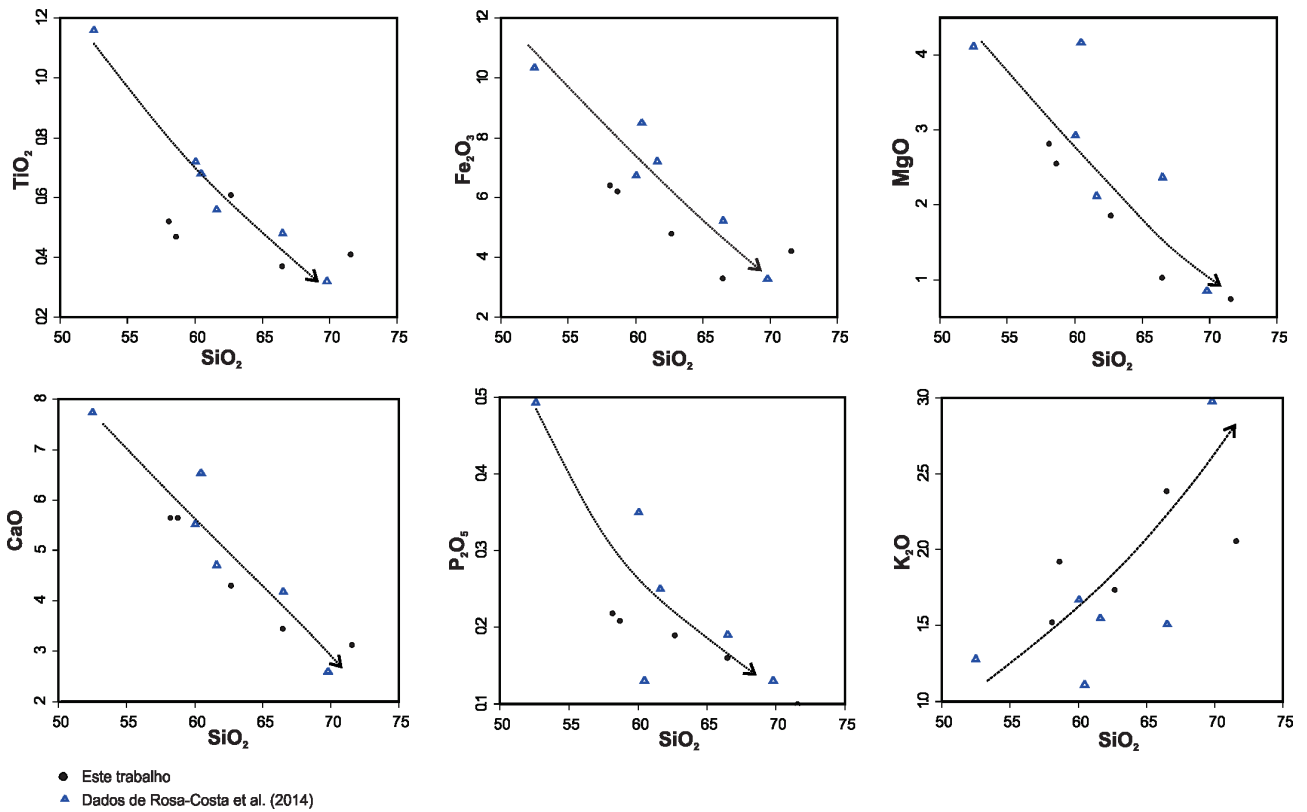 TiO₂
1.2
1.0
0.8
0.6
0.4
0.2
50 55 60 65 70 75
SiO₂
Fe₂O₃
12
10
8
6
4
2
50 55 60 65 70 75
SiO₂
MgO
4
3
2
1
50 55 60 65 70 75
SiO₂
CaO
8
7
6
5
4
3
2
50 55 60 65 70 75
SiO₂
P₂O₅
0.5
0.4
0.3
0.2
0.1
50 55 60 65 70 75
SiO₂
K₂O
3.0
2.5
2.0
1.5
1.0
50 55 60 65 70 75
SiO₂
Este trabalho
Dados de Rosa-Costa et al. (2014)